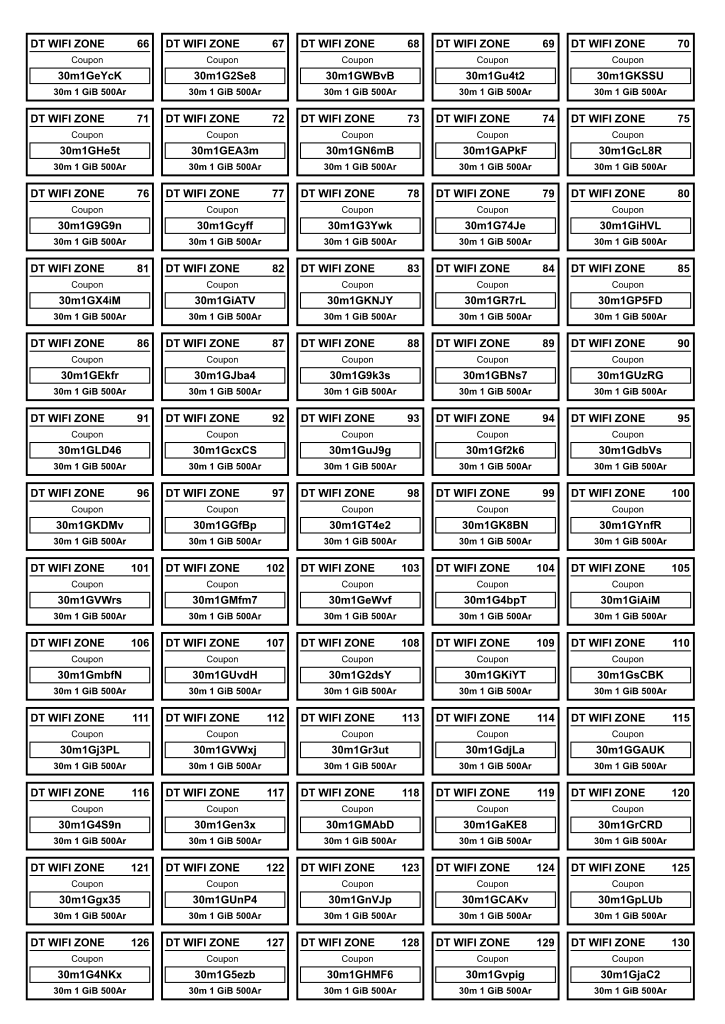 DT WIFI ZONE 66
Coupon
30m1GeYcK
30m 1 GiB 500Ar
DT WIFI ZONE 67
Coupon
30m1G2Se8
30m 1 GiB 500Ar
DT WIFI ZONE 68
Coupon
30m1GWBvB
30m 1 GiB 500Ar
DT WIFI ZONE 69
Coupon
30m1Gu4t2
30m 1 GiB 500Ar
DT WIFI ZONE 70
Coupon
30m1GKSSU
30m 1 GiB 500Ar
DT WIFI ZONE 71
Coupon
30m1GHe5t
30m 1 GiB 500Ar
DT WIFI ZONE 72
Coupon
30m1GEA3m
30m 1 GiB 500Ar
DT WIFI ZONE 73
Coupon
30m1GN6mB
30m 1 GiB 500Ar
DT WIFI ZONE 74
Coupon
30m1GAPkF
30m 1 GiB 500Ar
DT WIFI ZONE 75
Coupon
30m1GcL8R
30m 1 GiB 500Ar
DT WIFI ZONE 76
Coupon
30m1G9G9n
30m 1 GiB 500Ar
DT WIFI ZONE 77
Coupon
30m1Gcyff
30m 1 GiB 500Ar
DT WIFI ZONE 78
Coupon
30m1G3Ywk
30m 1 GiB 500Ar
DT WIFI ZONE 79
Coupon
30m1G74Je
30m 1 GiB 500Ar
DT WIFI ZONE 80
Coupon
30m1GiHVL
30m 1 GiB 500Ar
DT WIFI ZONE 81
Coupon
30m1GX4iM
30m 1 GiB 500Ar
DT WIFI ZONE 82
Coupon
30m1GiATV
30m 1 GiB 500Ar
DT WIFI ZONE 83
Coupon
30m1GKNJY
30m 1 GiB 500Ar
DT WIFI ZONE 84
Coupon
30m1GR7rL
30m 1 GiB 500Ar
DT WIFI ZONE 85
Coupon
30m1GP5FD
30m 1 GiB 500Ar
DT WIFI ZONE 86
Coupon
30m1GEkfr
30m 1 GiB 500Ar
DT WIFI ZONE 87
Coupon
30m1GJba4
30m 1 GiB 500Ar
DT WIFI ZONE 88
Coupon
30m1G9k3s
30m 1 GiB 500Ar
DT WIFI ZONE 89
Coupon
30m1GBNs7
30m 1 GiB 500Ar
DT WIFI ZONE 90
Coupon
30m1GUzRG
30m 1 GiB 500Ar
DT WIFI ZONE 91
Coupon
30m1GLD46
30m 1 GiB 500Ar
DT WIFI ZONE 92
Coupon
30m1GcxCS
30m 1 GiB 500Ar
DT WIFI ZONE 93
Coupon
30m1GuJ9g
30m 1 GiB 500Ar
DT WIFI ZONE 94
Coupon
30m1Gf2k6
30m 1 GiB 500Ar
DT WIFI ZONE 95
Coupon
30m1GdbVs
30m 1 GiB 500Ar
DT WIFI ZONE 96
Coupon
30m1GKDMv
30m 1 GiB 500Ar
DT WIFI ZONE 97
Coupon
30m1GGfBp
30m 1 GiB 500Ar
DT WIFI ZONE 98
Coupon
30m1GT4e2
30m 1 GiB 500Ar
DT WIFI ZONE 99
Coupon
30m1GK8BN
30m 1 GiB 500Ar
DT WIFI ZONE 100
Coupon
30m1GYnfR
30m 1 GiB 500Ar
DT WIFI ZONE 101
Coupon
30m1GVWrs
30m 1 GiB 500Ar
DT WIFI ZONE 102
Coupon
30m1GMfm7
30m 1 GiB 500Ar
DT WIFI ZONE 103
Coupon
30m1GeWvf
30m 1 GiB 500Ar
DT WIFI ZONE 104
Coupon
30m1G4bpT
30m 1 GiB 500Ar
DT WIFI ZONE 105
Coupon
30m1GiAiM
30m 1 GiB 500Ar
DT WIFI ZONE 106
Coupon
30m1GmbfN
30m 1 GiB 500Ar
DT WIFI ZONE 107
Coupon
30m1GUvdH
30m 1 GiB 500Ar
DT WIFI ZONE 108
Coupon
30m1G2dsY
30m 1 GiB 500Ar
DT WIFI ZONE 109
Coupon
30m1GKiYT
30m 1 GiB 500Ar
DT WIFI ZONE 110
Coupon
30m1GsCBK
30m 1 GiB 500Ar
DT WIFI ZONE 111
Coupon
30m1Gj3PL
30m 1 GiB 500Ar
DT WIFI ZONE 112
Coupon
30m1GVWxj
30m 1 GiB 500Ar
DT WIFI ZONE 113
Coupon
30m1Gr3ut
30m 1 GiB 500Ar
DT WIFI ZONE 114
Coupon
30m1GdjLa
30m 1 GiB 500Ar
DT WIFI ZONE 115
Coupon
30m1GGAUK
30m 1 GiB 500Ar
DT WIFI ZONE 116
Coupon
30m1G4S9n
30m 1 GiB 500Ar
DT WIFI ZONE 117
Coupon
30m1Gen3x
30m 1 GiB 500Ar
DT WIFI ZONE 118
Coupon
30m1GMAbD
30m 1 GiB 500Ar
DT WIFI ZONE 119
Coupon
30m1GaKE8
30m 1 GiB 500Ar
DT WIFI ZONE 120
Coupon
30m1GrCRD
30m 1 GiB 500Ar
DT WIFI ZONE 121
Coupon
30m1Ggx35
30m 1 GiB 500Ar
DT WIFI ZONE 122
Coupon
30m1GUnP4
30m 1 GiB 500Ar
DT WIFI ZONE 123
Coupon
30m1GnVJp
30m 1 GiB 500Ar
DT WIFI ZONE 124
Coupon
30m1GCAKv
30m 1 GiB 500Ar
DT WIFI ZONE 125
Coupon
30m1GpLUb
30m 1 GiB 500Ar
DT WIFI ZONE 126
Coupon
30m1G4NKx
30m 1 GiB 500Ar
DT WIFI ZONE 127
Coupon
30m1G5ezb
30m 1 GiB 500Ar
DT WIFI ZONE 128
Coupon
30m1GHMF6
30m 1 GiB 500Ar
DT WIFI ZONE 129
Coupon
30m1Gvpig
30m 1 GiB 500Ar
DT WIFI ZONE 130
Coupon
30m1GjaC2
30m 1 GiB 500Ar